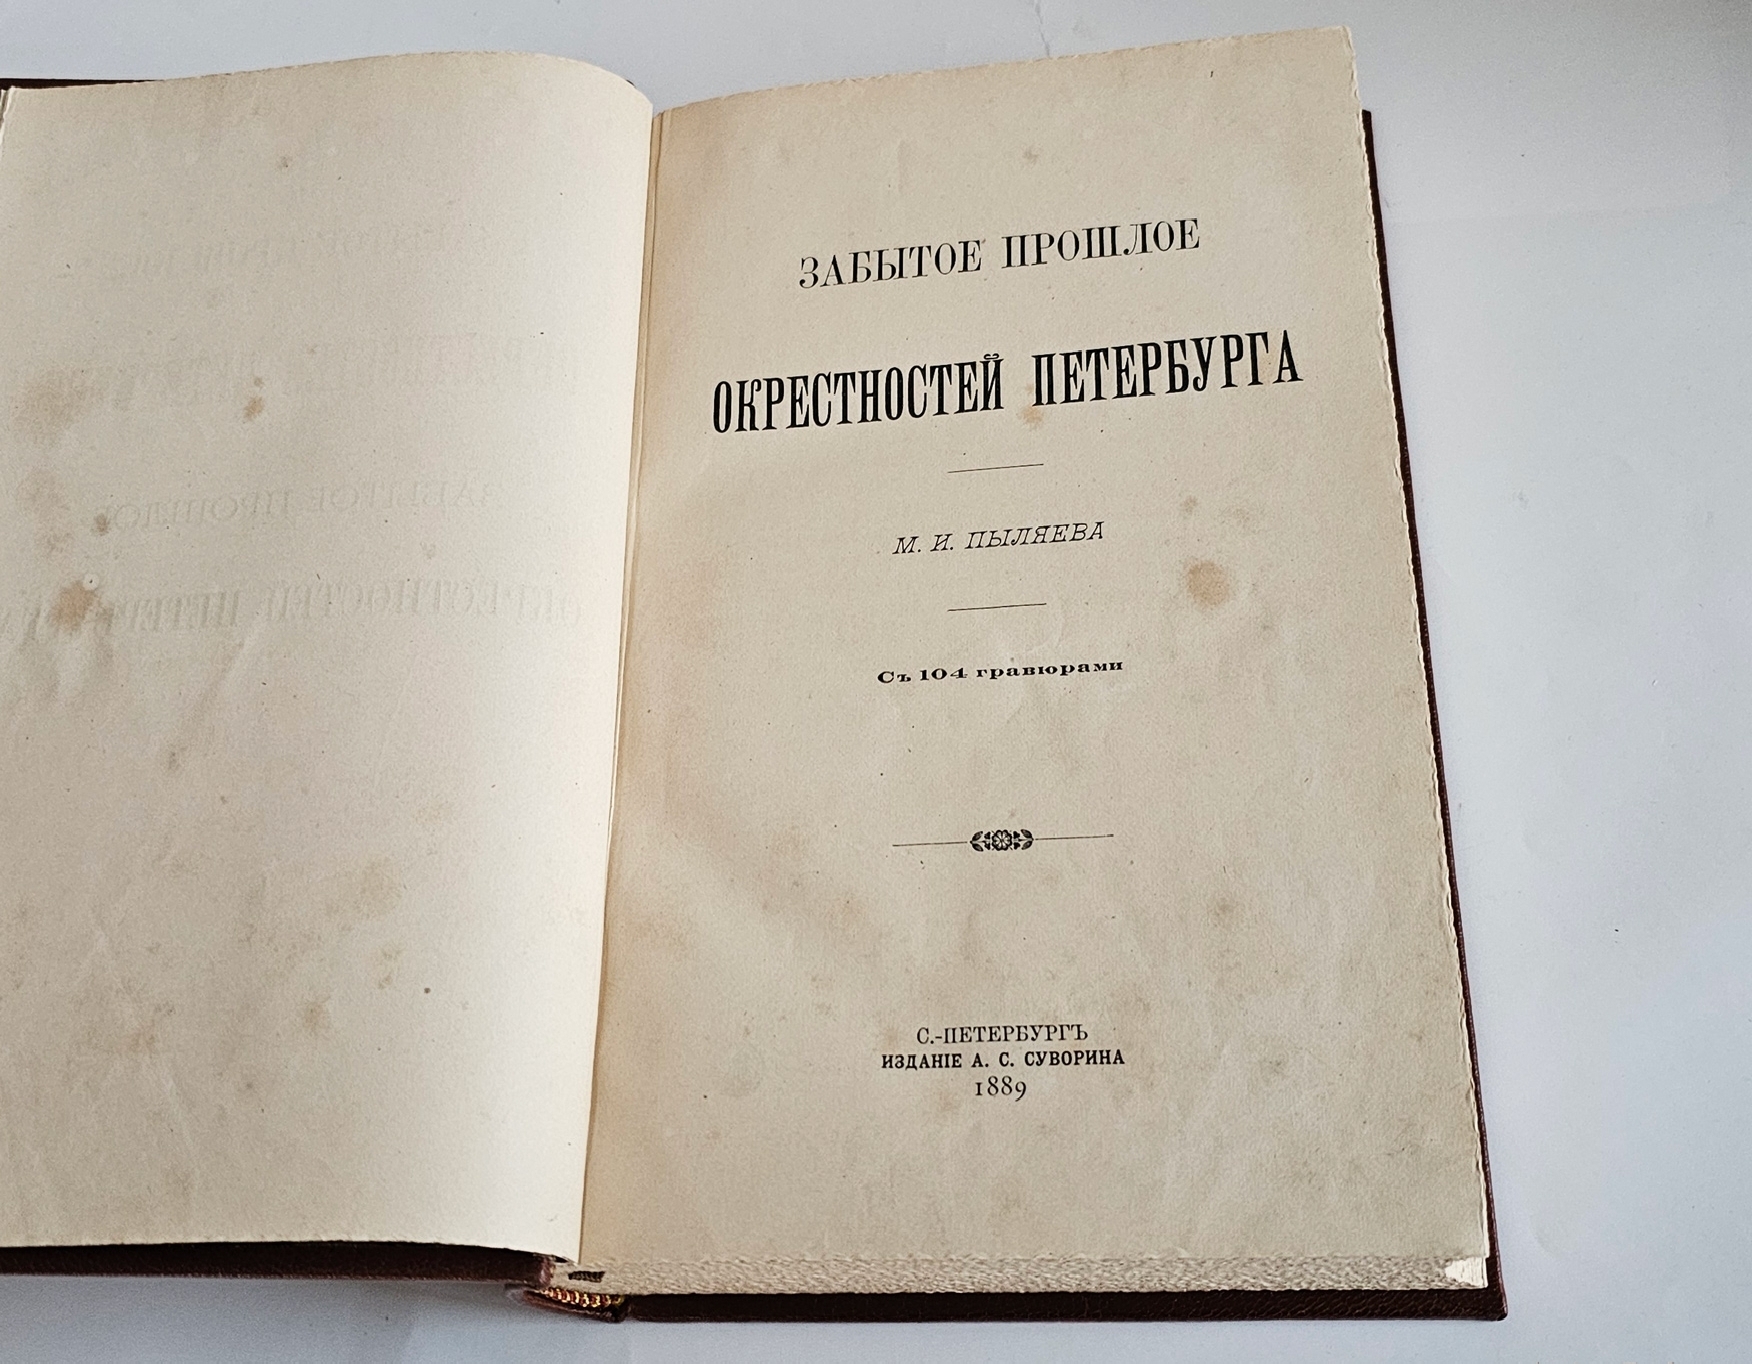 ЗАБЫТОЕ ПРОШЛОЕ
ОКРЕСТНОСТЕЙ ПЕТЕРБУРГА
М. И. ПЫЛЯЕВА
Съ 104 гравюрами
С.-ПЕТЕРБУРГЪ
ИЗДАНІЕ А. С. СУВОРИНА
1889